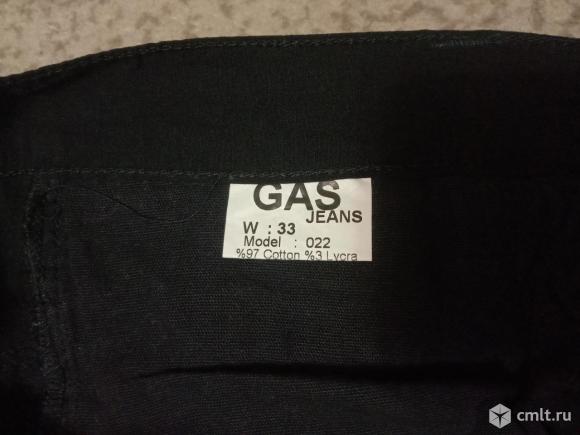 GAS
JEANS
W : 33
Model : 022
%97 Cotton %3 Lycra
cmlt.ru